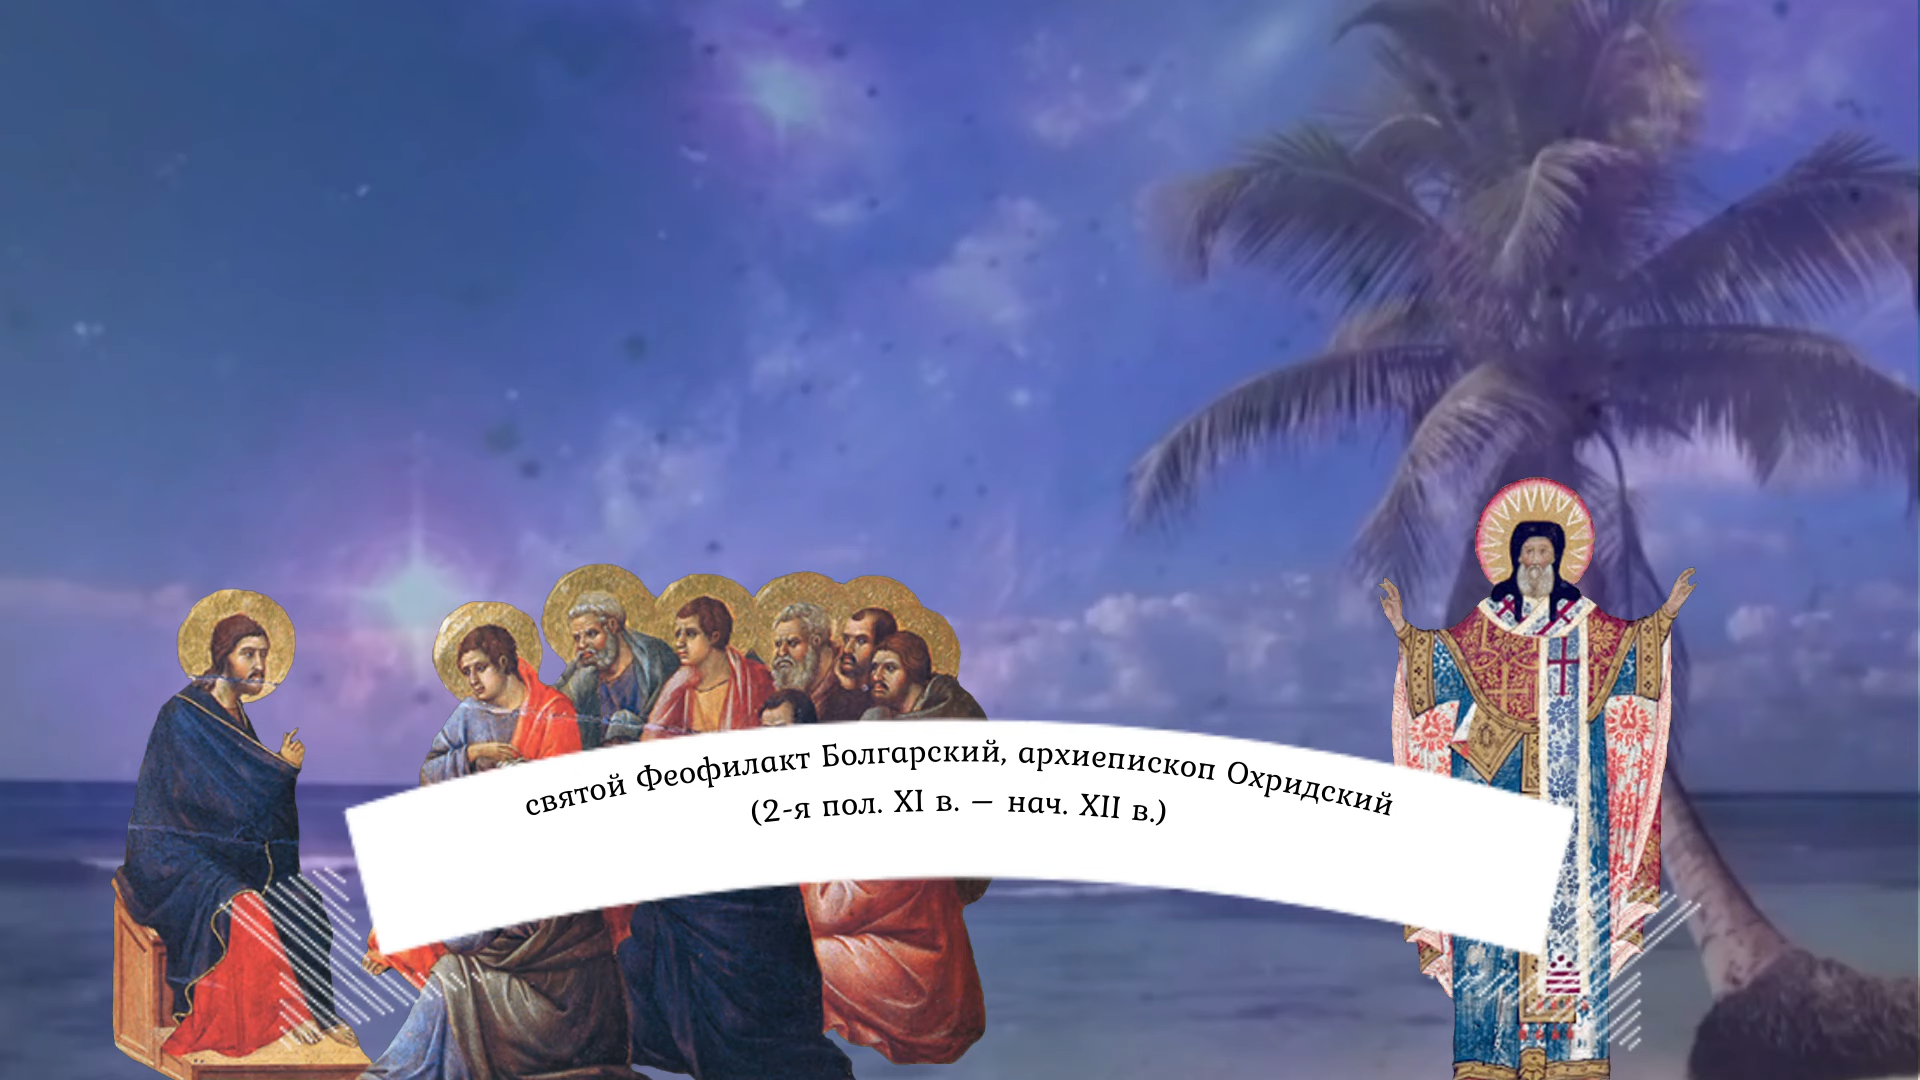 святой Феофилакт Болгарский, архиепископ Охридский
(2-я пол. XI в. — нач. XII в.)